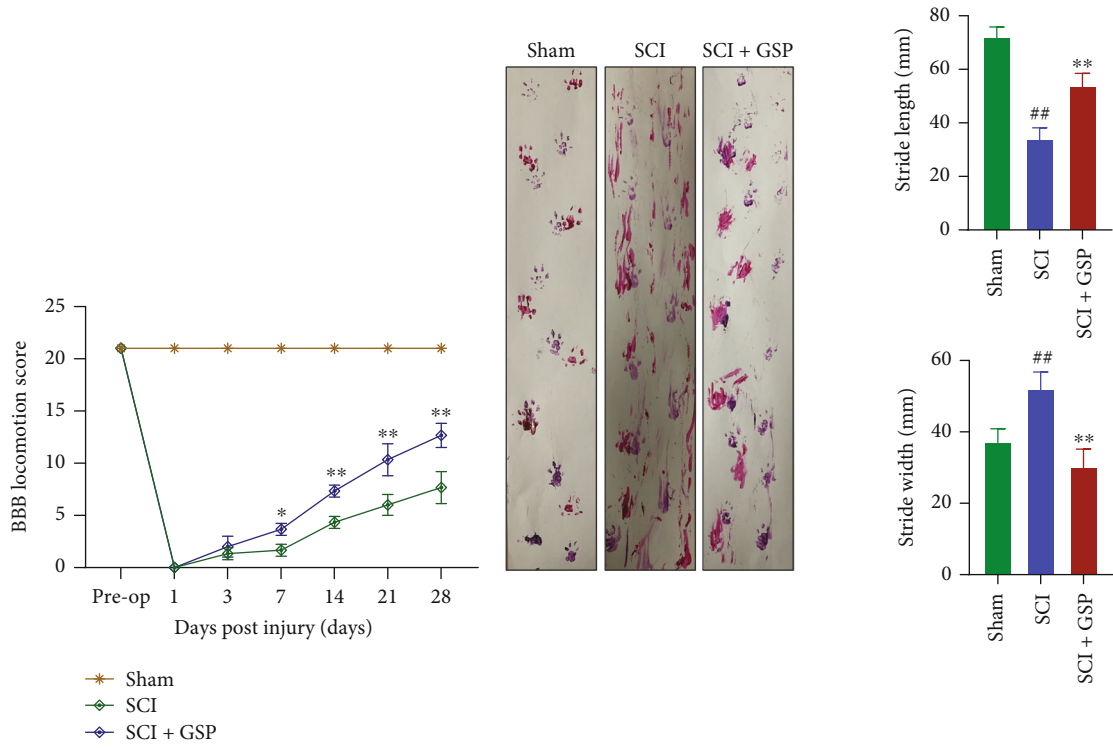 25
20
15
10
5
0
BBB locomotion score
*
**
**
**
Pre-op 1 3 7 14 21 28
Days post injury (days)
Sham
SCI
SCI + GSP
Sham SCI SCI + GSP
80
60
40
20
0
Stride length (mm)
##
**
Sham
SCI
SCI + GSP
60
40
20
0
Stride width (mm)
##
**
Sham
SCI
SCI + GSP